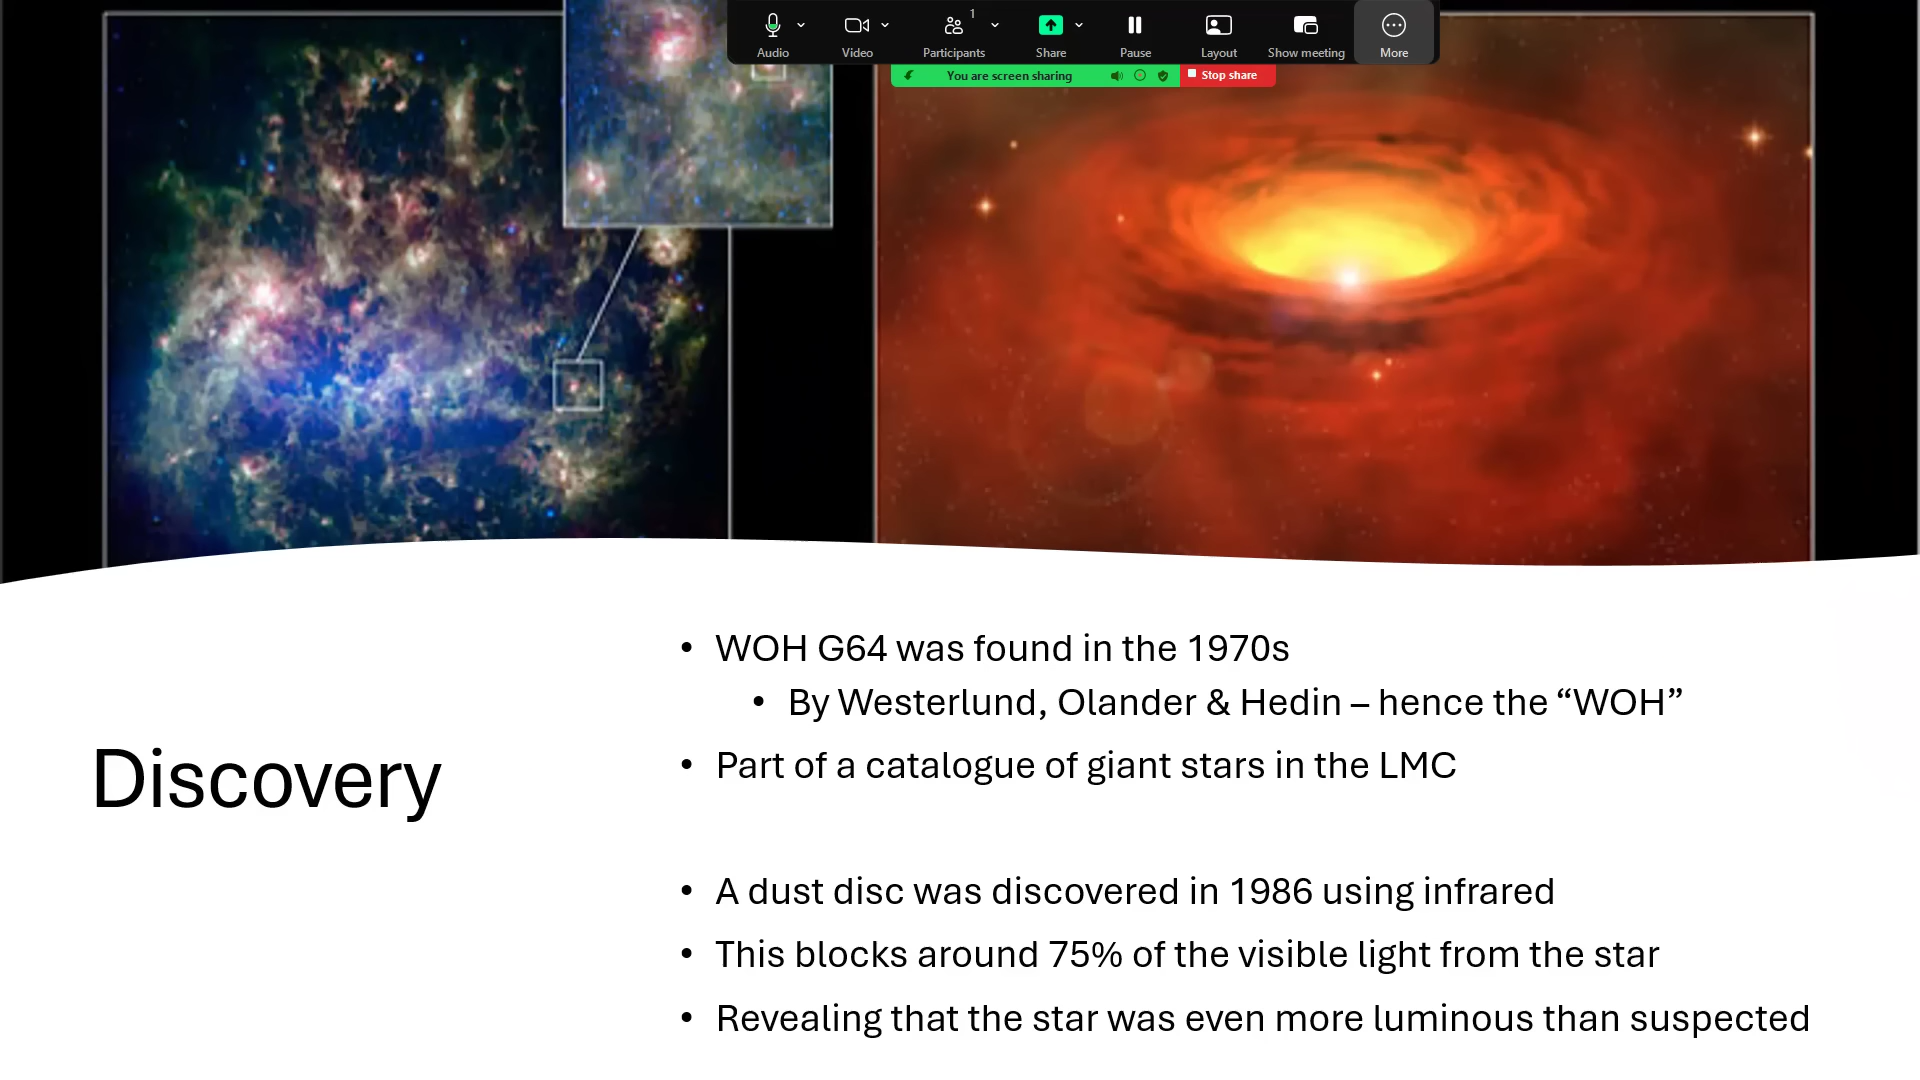 1
Audio
Video
Participants
Share
Pause
Layout
Show meeting
More
You are screen sharing
Stop share
Discovery
• WOH G64 was found in the 1970s
• By Westerlund, Olander & Hedin – hence the “WOH”
• Part of a catalogue of giant stars in the LMC
• A dust disc was discovered in 1986 using infrared
• This blocks around 75% of the visible light from the star
• Revealing that the star was even more luminous than suspected